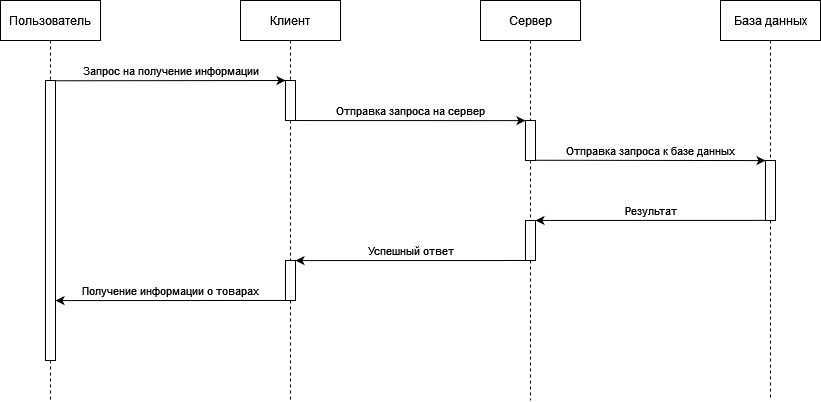 Пользователь
Клиент
Сервер
База данных
Запрос на получение информации
Отправка запроса на сервер
Отправка запроса к базе данных
Результат
Успешный ответ
Получение информации о товарах